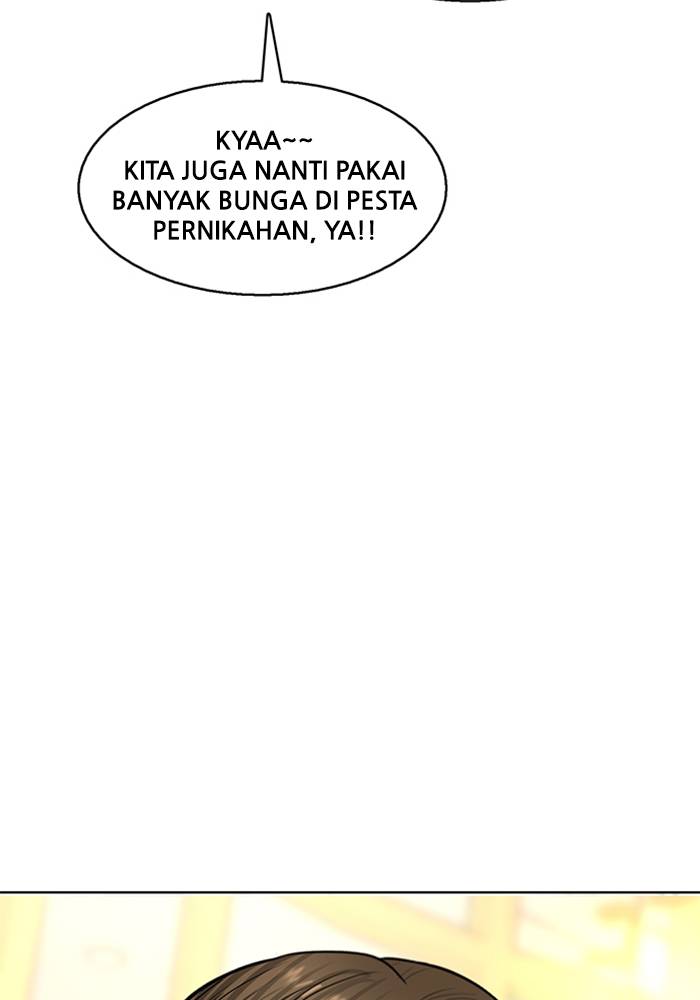 KYAA~~
KITA JUGA NANTI PAKAI
BANYAK BUNGA DI PESTA
PERNIKAHAN, YA!!